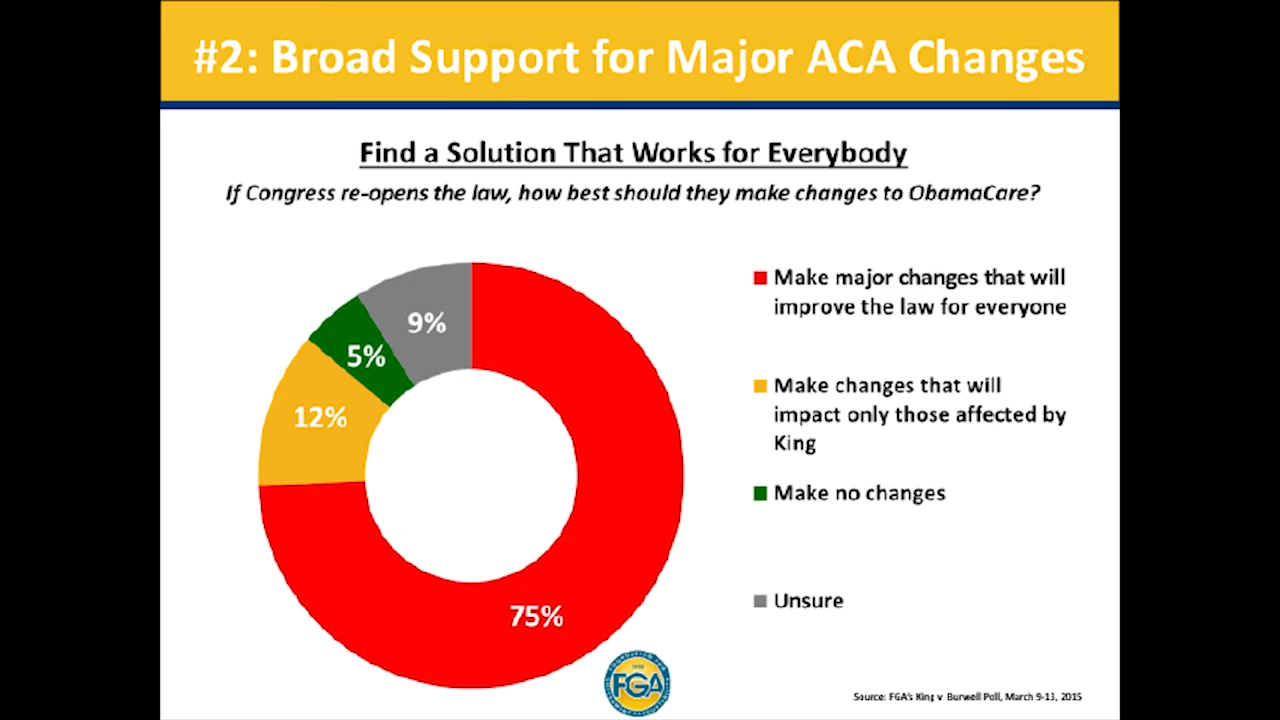 #2: Broad Support for Major ACA Changes
Find a Solution That Works for Everybody
If Congress re-opens the law, how best should they make changes to ObamaCare?
Make major changes that will
improve the law for everyone
9%
5%
Make changes that will
impact only those affected by
King
12%
Make no changes
Unsure
75%
FGA
Source: FGA's King v Burwell Poll, March 9-13, 2015